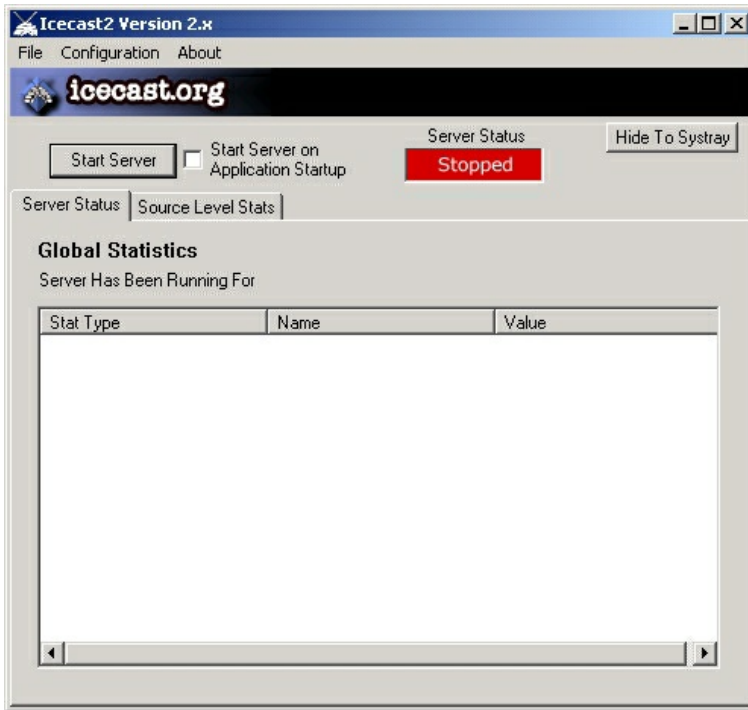 Icecast2 Version 2.x
File Configuration About
icecast.org
Start Server
Start Server on
Application Startup
Server Status
Stopped
Hide To Systray
Server Status
Source Level Stats
Global Statistics
Server Has Been Running For
Stat Type Name Value